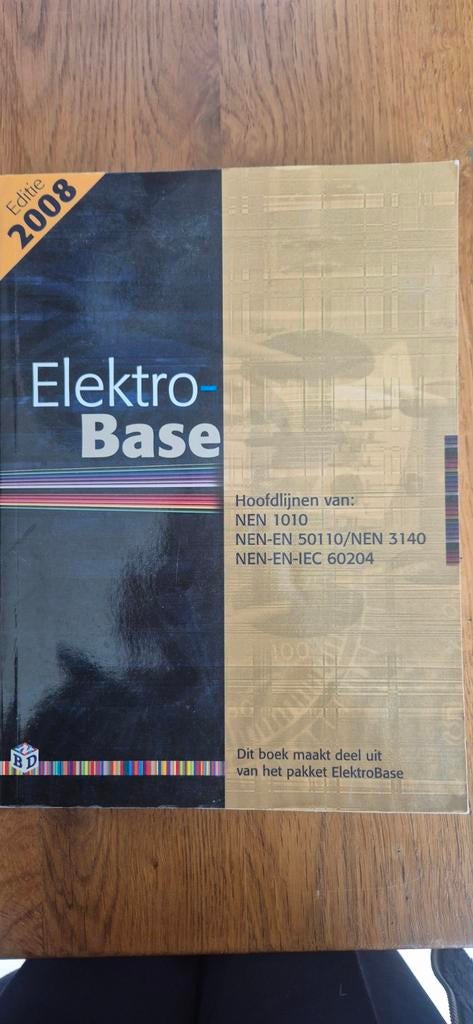 Editie
2008
Elektro-
Base
Hoofdlijnen van:
NEN 1010
NEN-EN 50110/NEN 3140
NEN-EN-IEC 60204
Dit boek maakt deel uit
van het pakket ElektroBase
B D